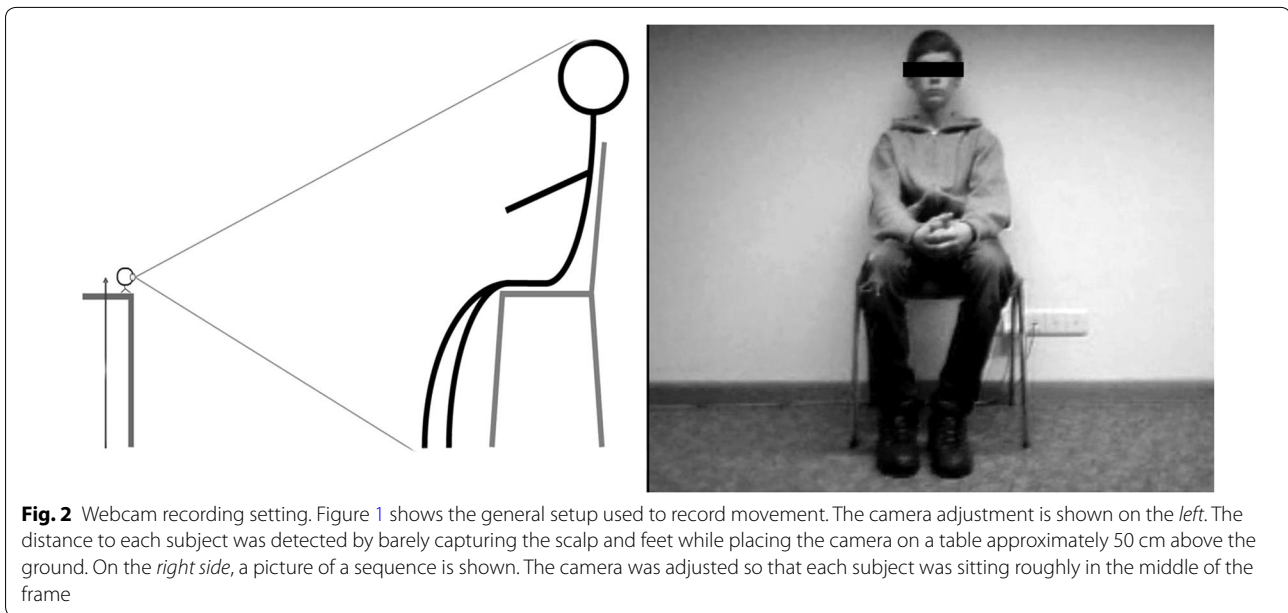 Fig. 2 Webcam recording setting. Figure 1 shows the general setup used to record movement. The camera adjustment is shown on the left. The
distance to each subject was detected by barely capturing the scalp and feet while placing the camera on a table approximately 50 cm above the
ground. On the right side, a picture of a sequence is shown. The camera was adjusted so that each subject was sitting roughly in the middle of the
frame